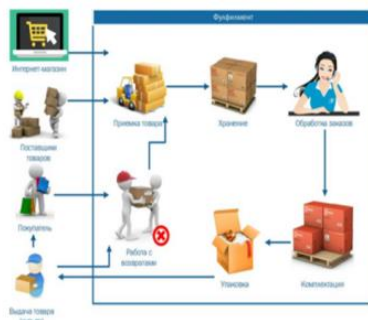 Фулфилмент
Интернет-магазин
Приемка товара
Хранение
Обработка заказов
Поставщики
товаров
Покупатель
Работа с
возвратами
Упаковка
Комплектация
Выдача товара